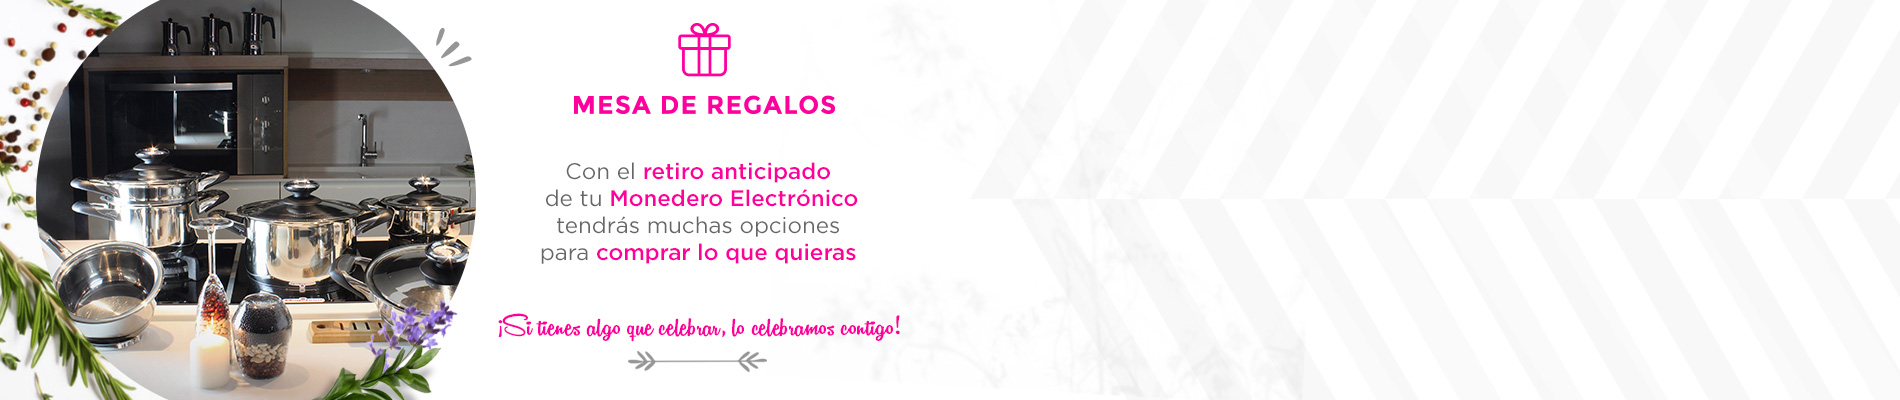 MESA DE REGALOS
Con el retiro anticipado
de tu Monedero Electrónico
tendrás muchas opciones
para comprar lo que quieras
¡Si tienes algo que celebrar, lo celebramos contigo!